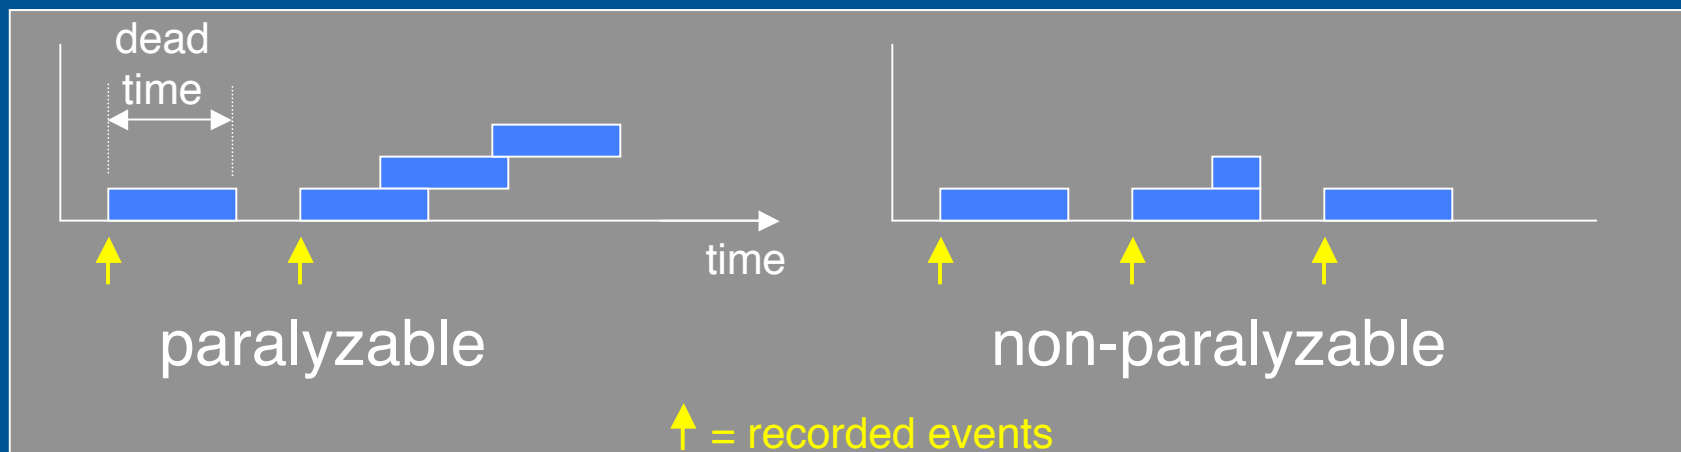 dead
time
time
paralyzable
non-paralyzable
= recorded events